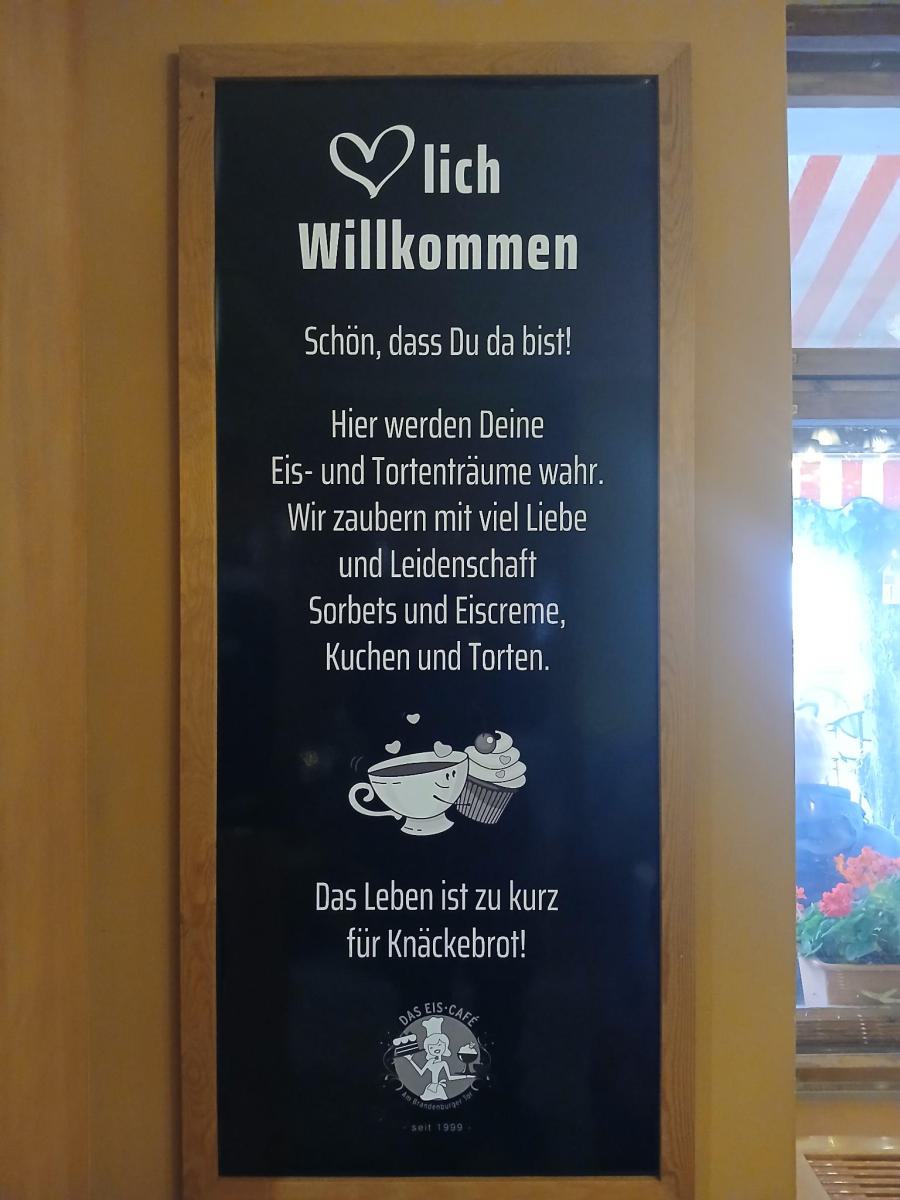 lich
Willkommen
Schön, dass Du da bist!
Hier werden Deine
Eis- und Tortenträume wahr.
Wir zaubern mit viel Liebe
und Leidenschaft
Sorbets und Eiscreme,
Kuchen und Torten.
Das Leben ist zu kurz
für Knäckebrot!
DAS EIS·CAFÉ
Am Brandenburger Tor
- seit 1999 -